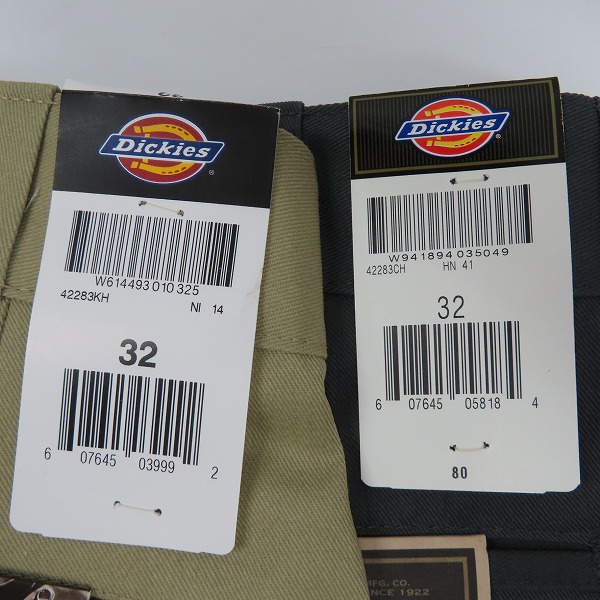 Dickies
®
W614493 010 325
42283KH NI 14
32
6 07645 03999 2
Dickies
®
W941894 035049
42283CH HN 41
32
6 07645 05818 4
80
MFG. CO.
SINCE 1922